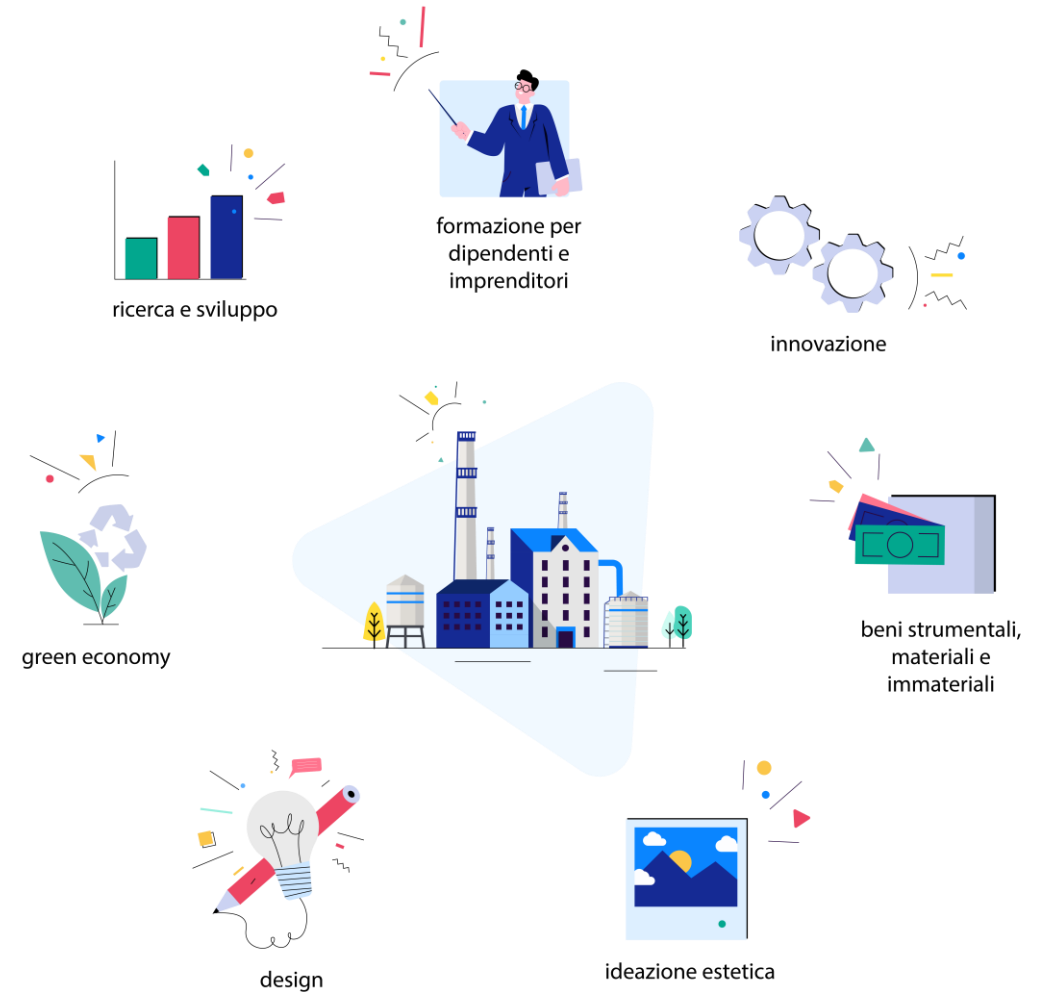 formazione per
dipendenti e
imprenditori
ricerca e sviluppo
innovazione
green economy
beni strumentali,
materiali e
immateriali
design
ideazione estetica